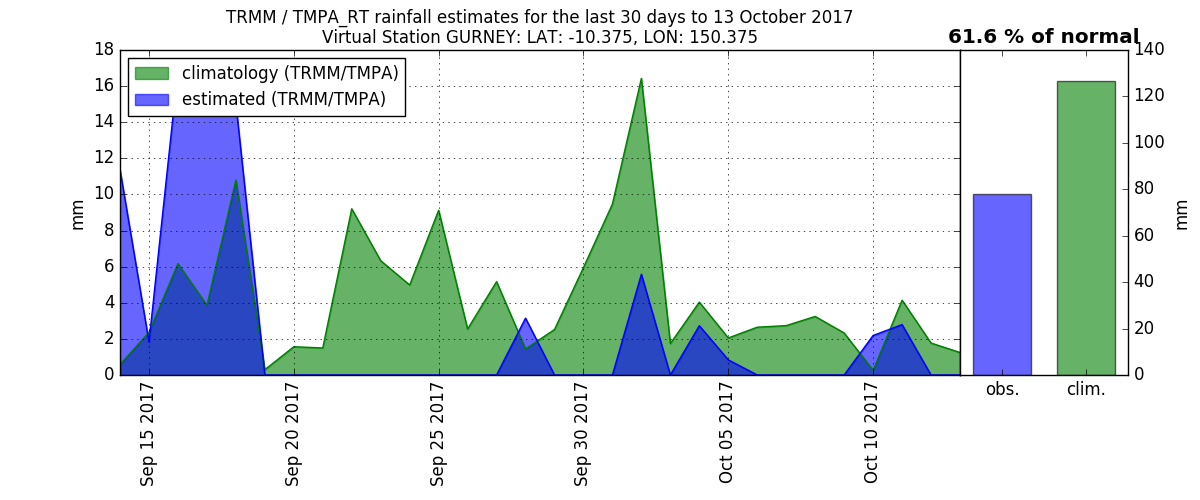 TRMM / TMPA_RT rainfall estimates for the last 30 days to 13 October 2017
Virtual Station GURNEY: LAT: -10.375, LON: 150.375
61.6 % of normal
climatology (TRMM/TMPA)
estimated (TRMM/TMPA)
mm
18
16
14
12
10
8
6
4
2
0
Sep 15 2017
Sep 20 2017
Sep 25 2017
Sep 30 2017
Oct 05 2017
Oct 10 2017
obs.
clim.
140
120
100
80
60
40
20
0
mm